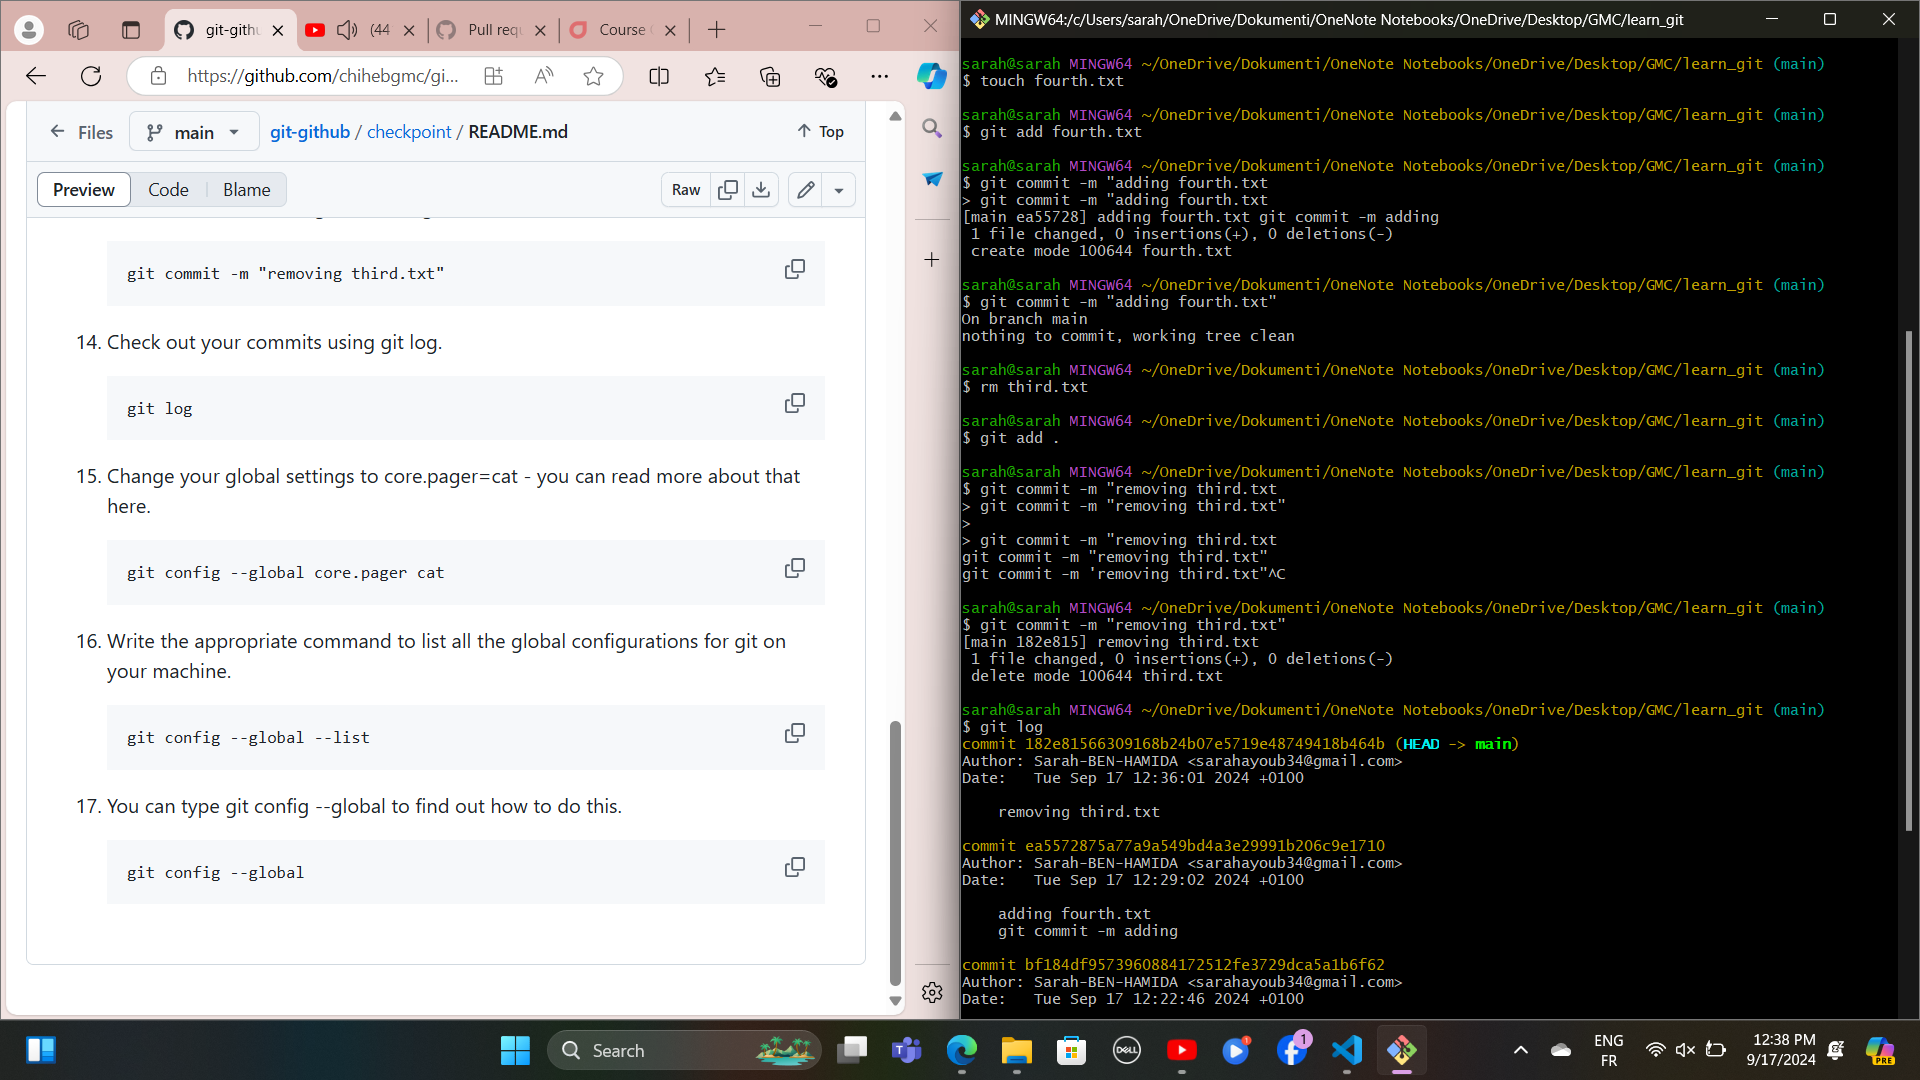 git-githu
(44
Pull requ
Course
https://github.com/chihebgmc/gi...
Files
main
git-github / checkpoint / README.md
Top
Preview
Code
Blame
Raw
git commit -m "removing third.txt"
14. Check out your commits using git log.
git log
15. Change your global settings to core.pager=cat - you can read more about that
here.
git config --global core.pager cat
16. Write the appropriate command to list all the global configurations for git on
your machine.
git config --global --list
17. You can type git config --global to find out how to do this.
git config --global
MINGW64:/c/Users/sarah/OneDrive/Dokumenti/OneNote Notebooks/OneDrive/Desktop/GMC/learn_git
sarah@sarah MINGW64 ~/OneDrive/Dokumenti/OneNote Notebooks/OneDrive/Desktop/GMC/learn_git (main)
$ touch fourth.txt
sarah@sarah MINGW64 ~/OneDrive/Dokumenti/OneNote Notebooks/OneDrive/Desktop/GMC/learn_git (main)
$ git add fourth.txt
sarah@sarah MINGW64 ~/OneDrive/Dokumenti/OneNote Notebooks/OneDrive/Desktop/GMC/learn_git (main)
$ git commit -m "adding fourth.txt
> git commit -m "adding fourth.txt
[main ea55728] adding fourth.txt git commit -m adding
1 file changed, 0 insertions(+), 0 deletions(-)
create mode 100644 fourth.txt
sarah@sarah MINGW64 ~/OneDrive/Dokumenti/OneNote Notebooks/OneDrive/Desktop/GMC/learn_git (main)
$ git commit -m "adding fourth.txt"
On branch main
nothing to commit, working tree clean
sarah@sarah MINGW64 ~/OneDrive/Dokumenti/OneNote Notebooks/OneDrive/Desktop/GMC/learn_git (main)
$ rm third.txt
sarah@sarah MINGW64 ~/OneDrive/Dokumenti/OneNote Notebooks/OneDrive/Desktop/GMC/learn_git (main)
$ git add .
sarah@sarah MINGW64 ~/OneDrive/Dokumenti/OneNote Notebooks/OneDrive/Desktop/GMC/learn_git (main)
$ git commit -m "removing third.txt
> git commit -m "removing third.txt"
>
> git commit -m "removing third.txt
git commit -m "removing third.txt"
git commit -m 'removing third.txt"^C
sarah@sarah MINGW64 ~/OneDrive/Dokumenti/OneNote Notebooks/OneDrive/Desktop/GMC/learn_git (main)
$ git commit -m "removing third.txt"
[main 182e815] removing third.txt
1 file changed, 0 insertions(+), 0 deletions(-)
delete mode 100644 third.txt
sarah@sarah MINGW64 ~/OneDrive/Dokumenti/OneNote Notebooks/OneDrive/Desktop/GMC/learn_git (main)
$ git log
commit 182e81566309168b24b07e5719e48749418b464b (HEAD -> main)
Author: Sarah-BEN-HAMIDA <sarahayoub34@gmail.com>
Date: Tue Sep 17 12:36:01 2024 +0100
removing third.txt
commit ea5572875a77a9a549bd4a3e29991b206c9e1710
Author: Sarah-BEN-HAMIDA <sarahayoub34@gmail.com>
Date: Tue Sep 17 12:29:02 2024 +0100
adding fourth.txt
git commit -m adding
commit bf184df9573960884172512fe3729dca5a1b6f62
Author: Sarah-BEN-HAMIDA <sarahayoub34@gmail.com>
Date: Tue Sep 17 12:22:46 2024 +0100
Search
DELL
1
ENG
FR
12:38 PM
9/17/2024
PRE